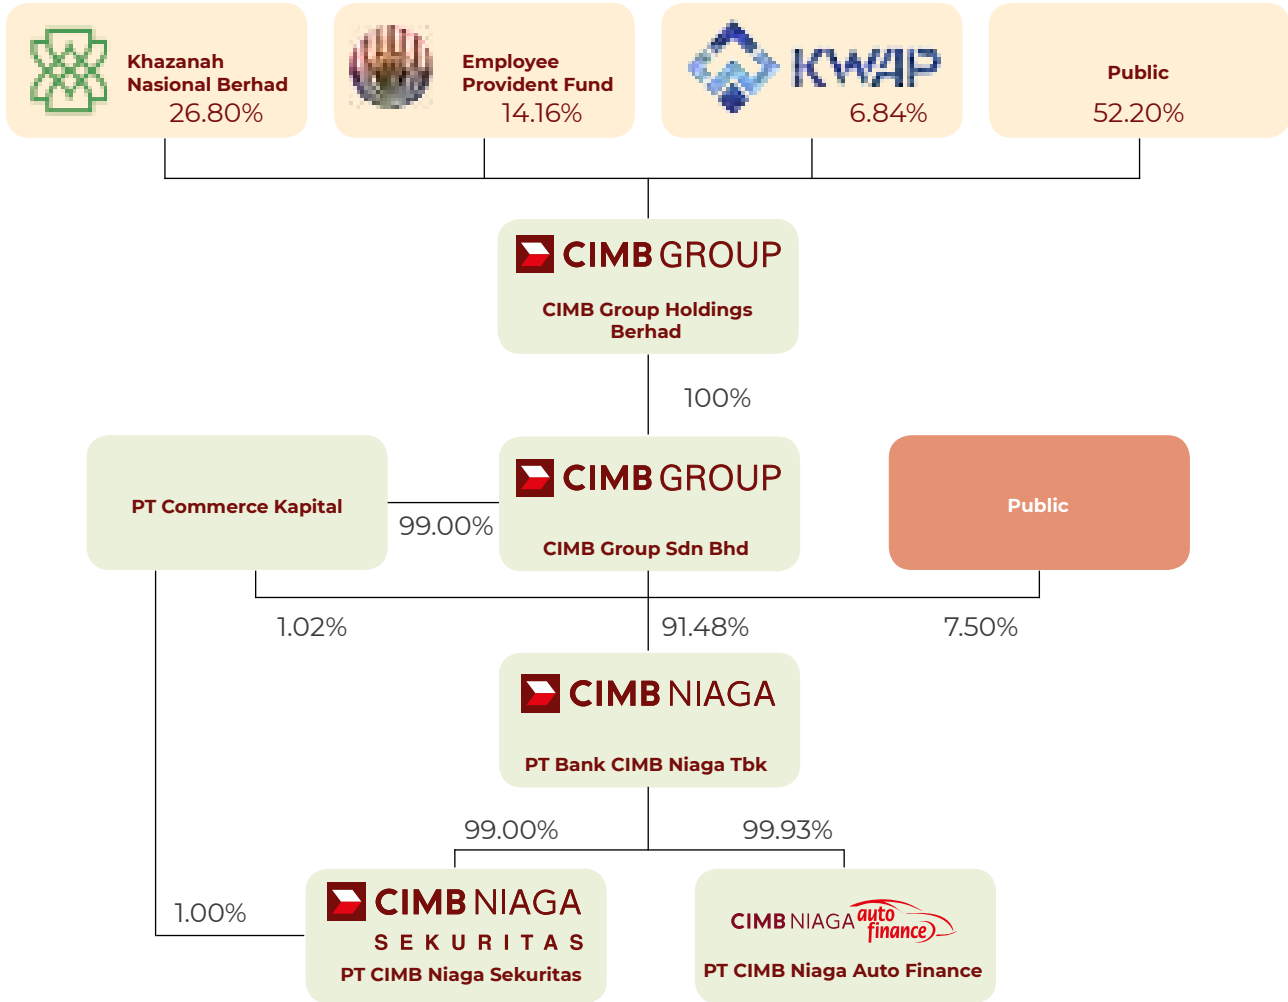 Khazanah
Nasional Berhad
26.80%
Employee
Provident Fund
14.16%
KWAP
6.84%
Public
52.20%
CIMB GROUP
CIMB Group Holdings
Berhad
100%
PT Commerce Kapital
99.00%
CIMB GROUP
CIMB Group Sdn Bhd
Public
1.02%
91.48%
7.50%
CIMB NIAGA
PT Bank CIMB Niaga Tbk
99.00%
99.93%
1.00%
CIMB NIAGA
SEKURITAS
PT CIMB Niaga Sekuritas
CIMB NIAGA auto
finance
PT CIMB Niaga Auto Finance